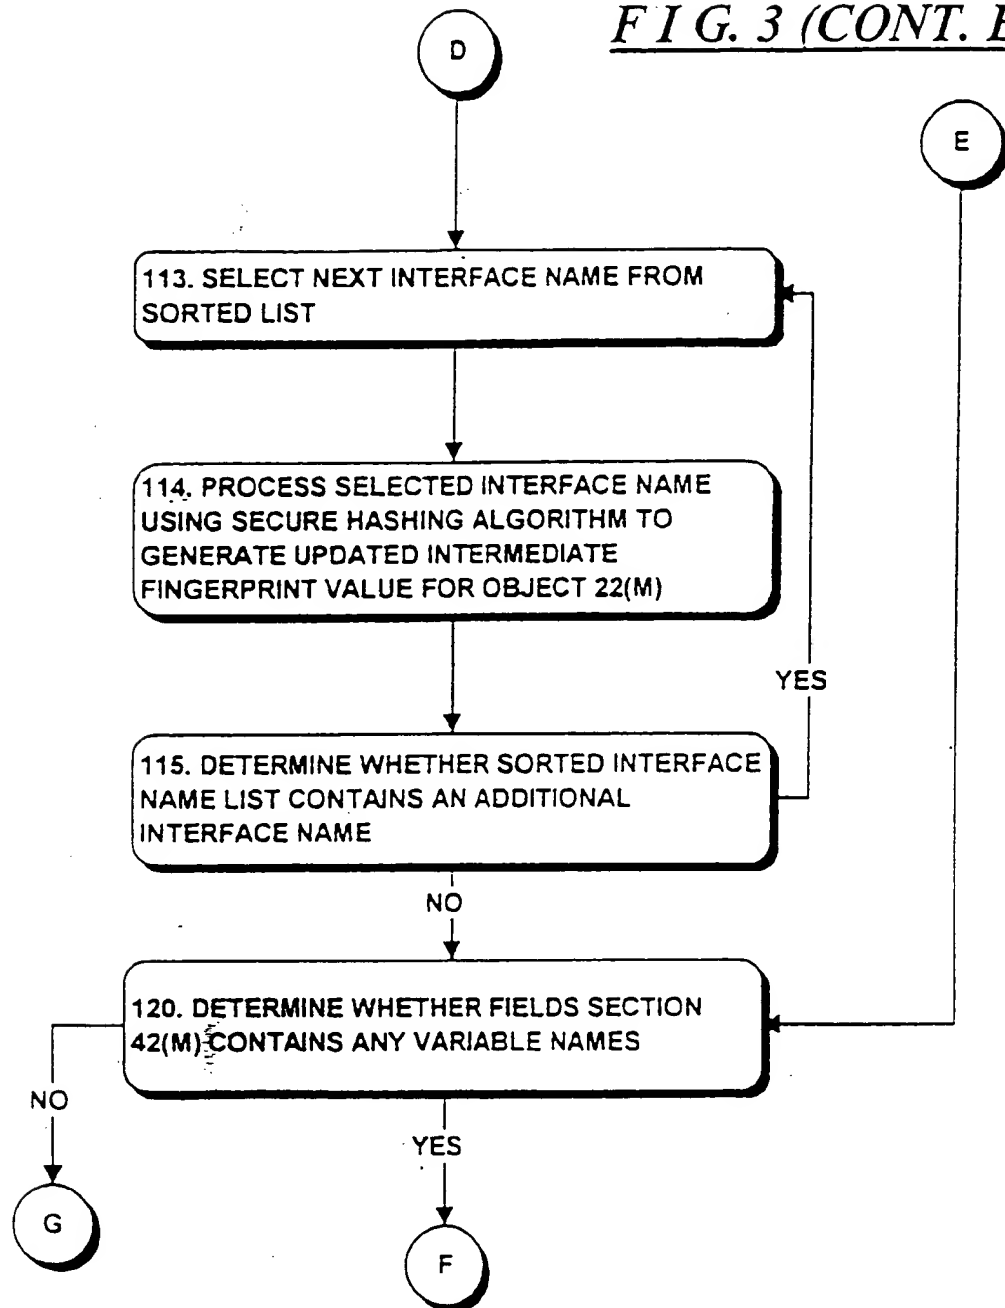 FIG. 3 (CONT. E
D
E
113. SELECT NEXT INTERFACE NAME FROM
SORTED LIST
114. PROCESS SELECTED INTERFACE NAME
USING SECURE HASHING ALGORITHM TO
GENERATE UPDATED INTERMEDIATE
FINGERPRINT VALUE FOR OBJECT 22(M)
YES
115. DETERMINE WHETHER SORTED INTERFACE
NAME LIST CONTAINS AN ADDITIONAL
INTERFACE NAME
NO
120. DETERMINE WHETHER FIELDS SECTION
42(M) CONTAINS ANY VARIABLE NAMES
NO
YES
G
F